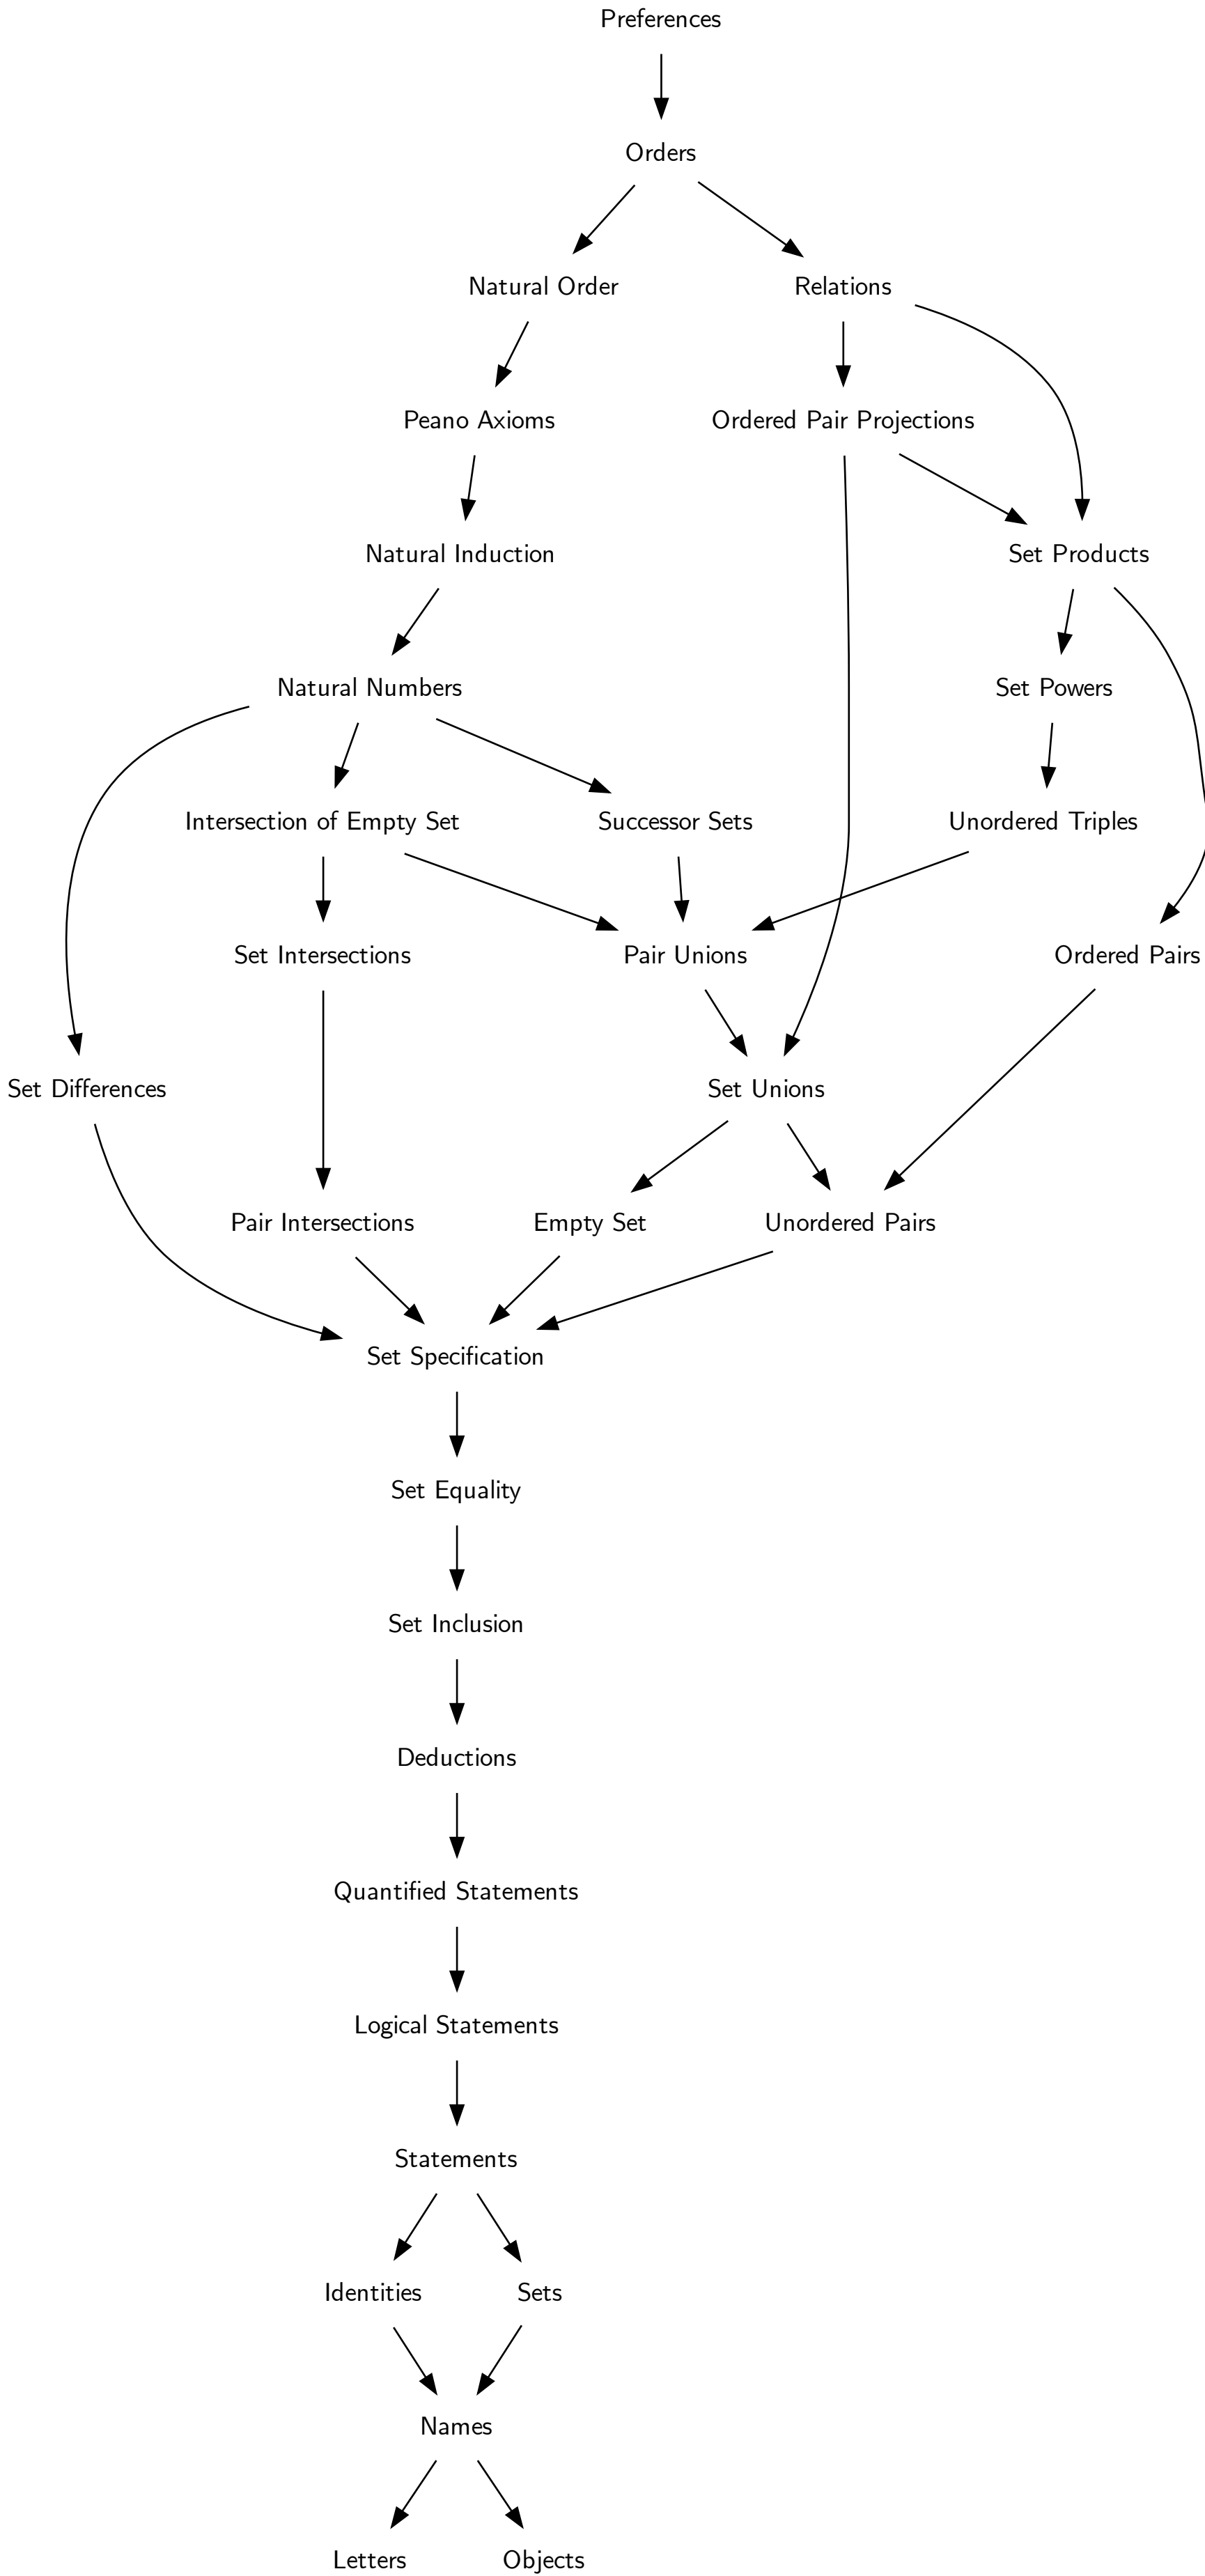 Preferences
Orders
Natural Order
Relations
Peano Axioms
Ordered Pair Projections
Natural Induction
Set Products
Natural Numbers
Set Powers
Intersection of Empty Set
Successor Sets
Unordered Triples
Set Intersections
Pair Unions
Ordered Pairs
Set Differences
Set Unions
Pair Intersections
Empty Set
Unordered Pairs
Set Specification
Set Equality
Set Inclusion
Deductions
Quantified Statements
Logical Statements
Statements
Identities
Sets
Names
Letters
Objects